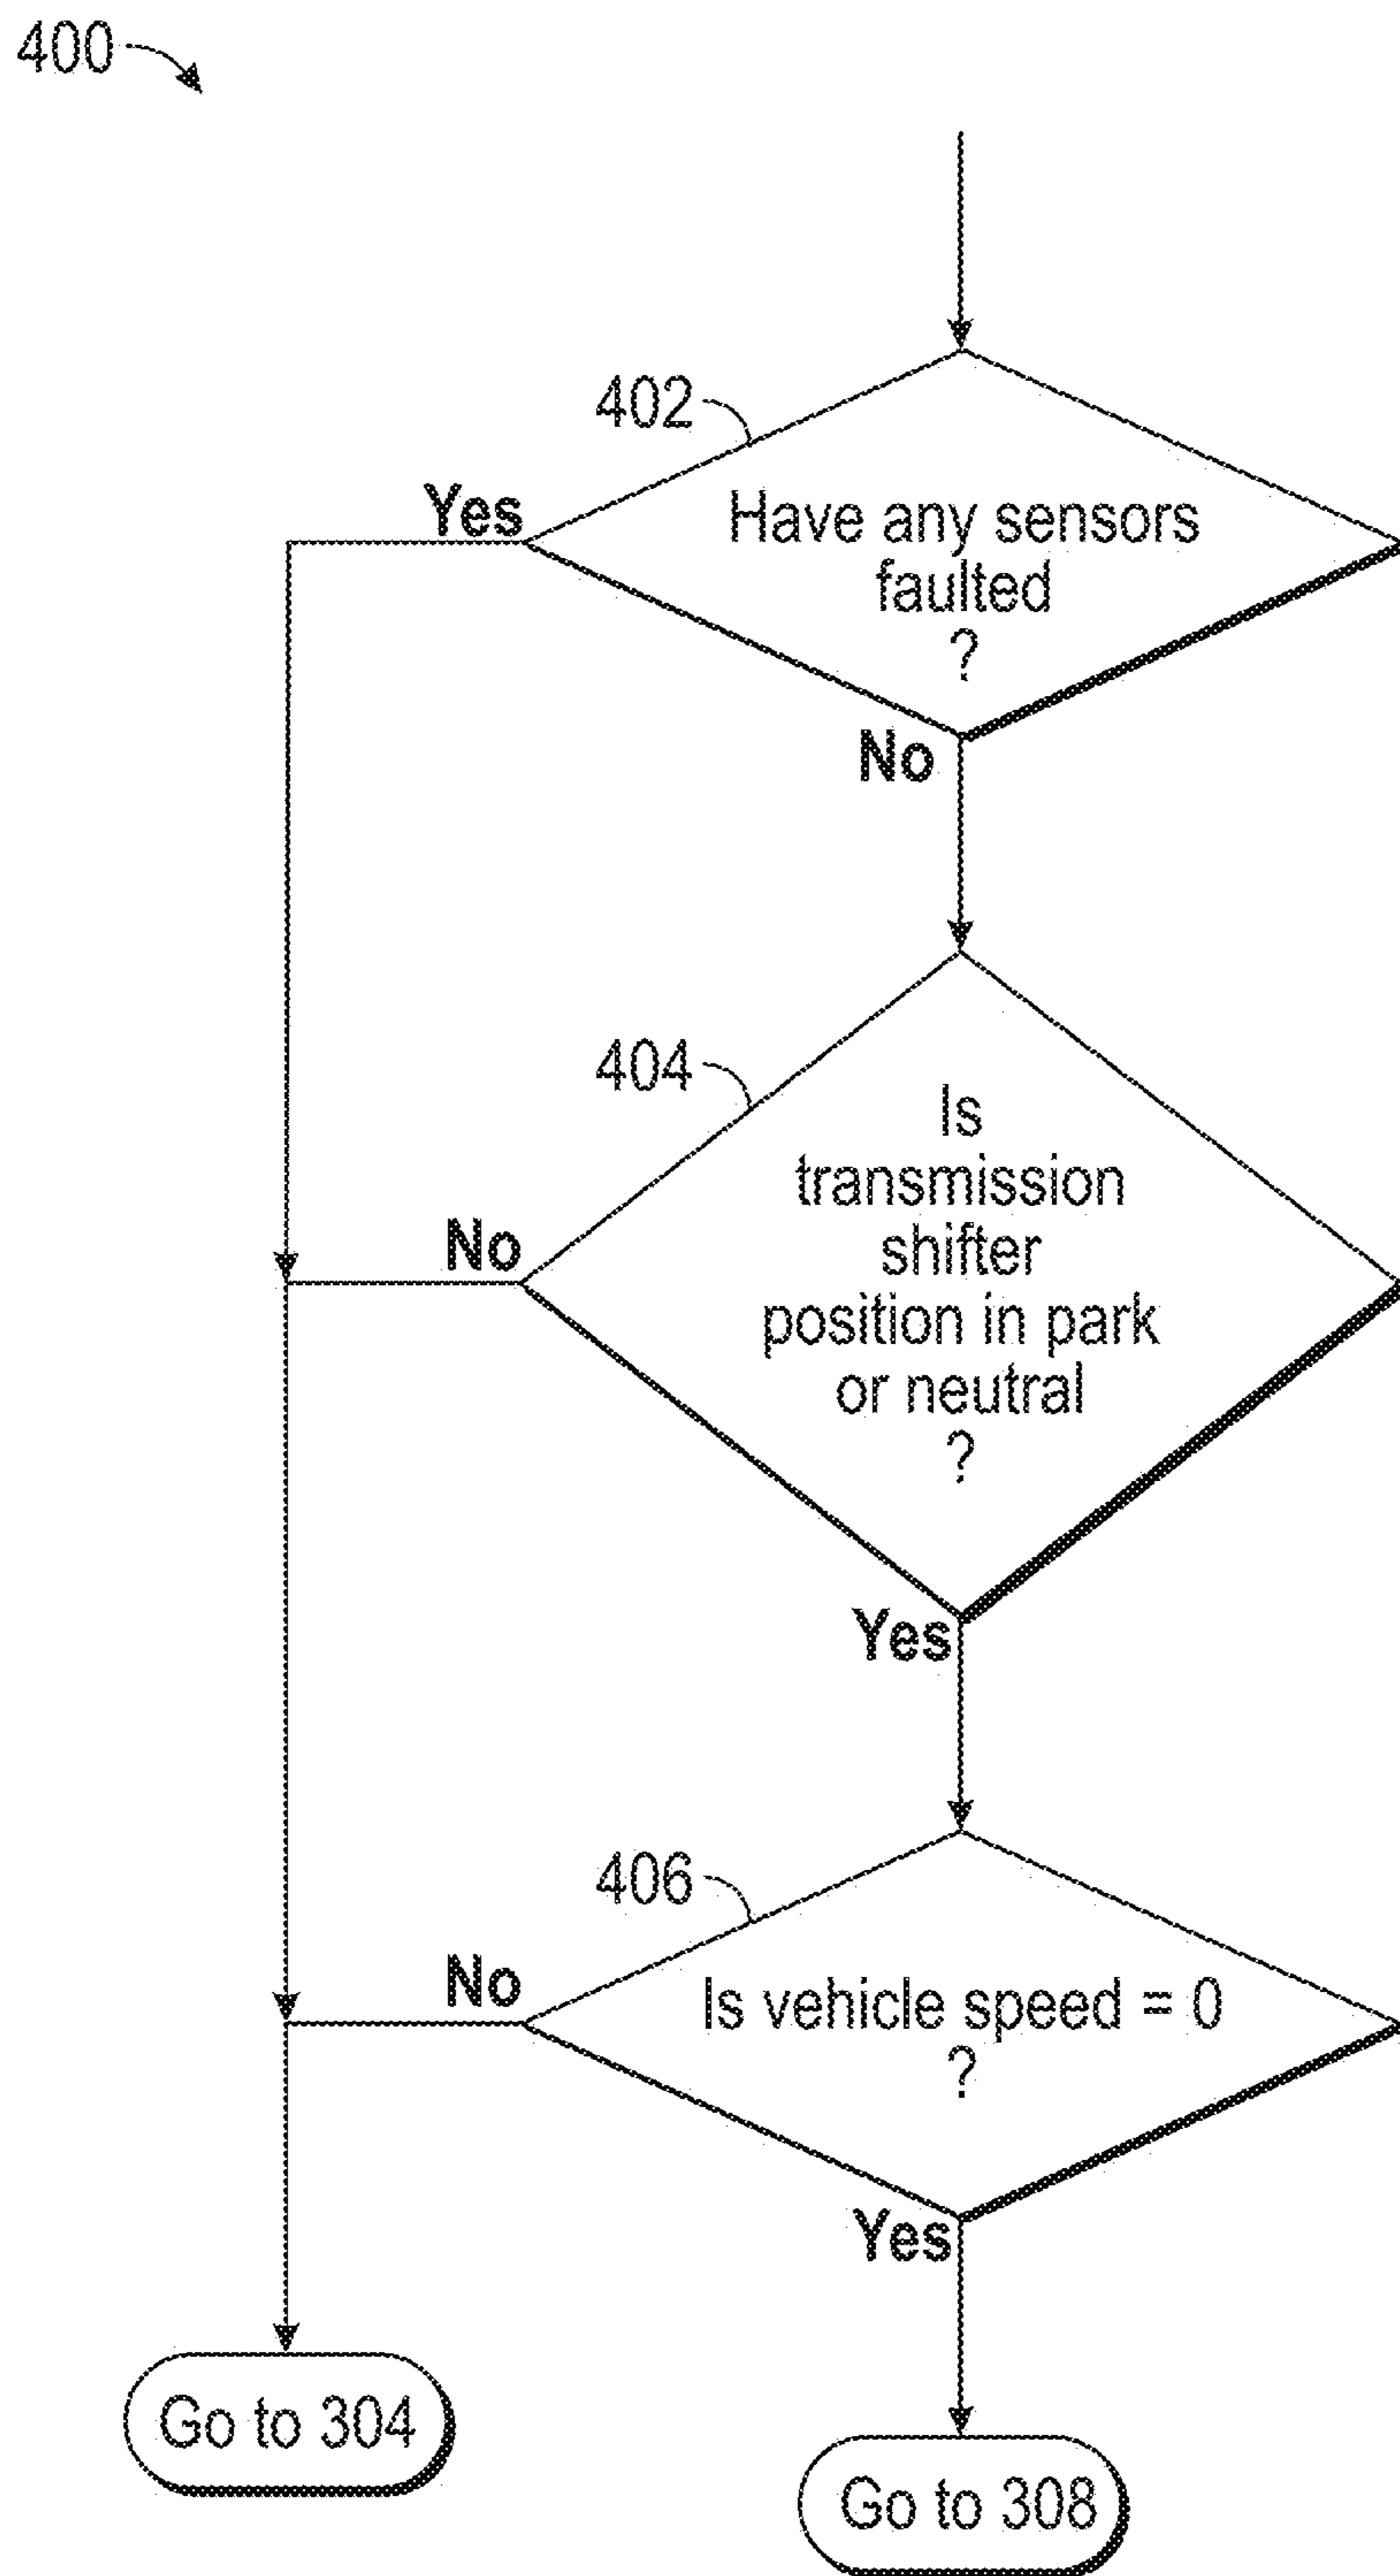 400
402
Yes
Have any sensors
faulted
?
No
404
Is
transmission
shifter
position in park
or neutral
?
No
Yes
406
No
Is vehicle speed = 0
?
Yes
Go to 304
Go to 308